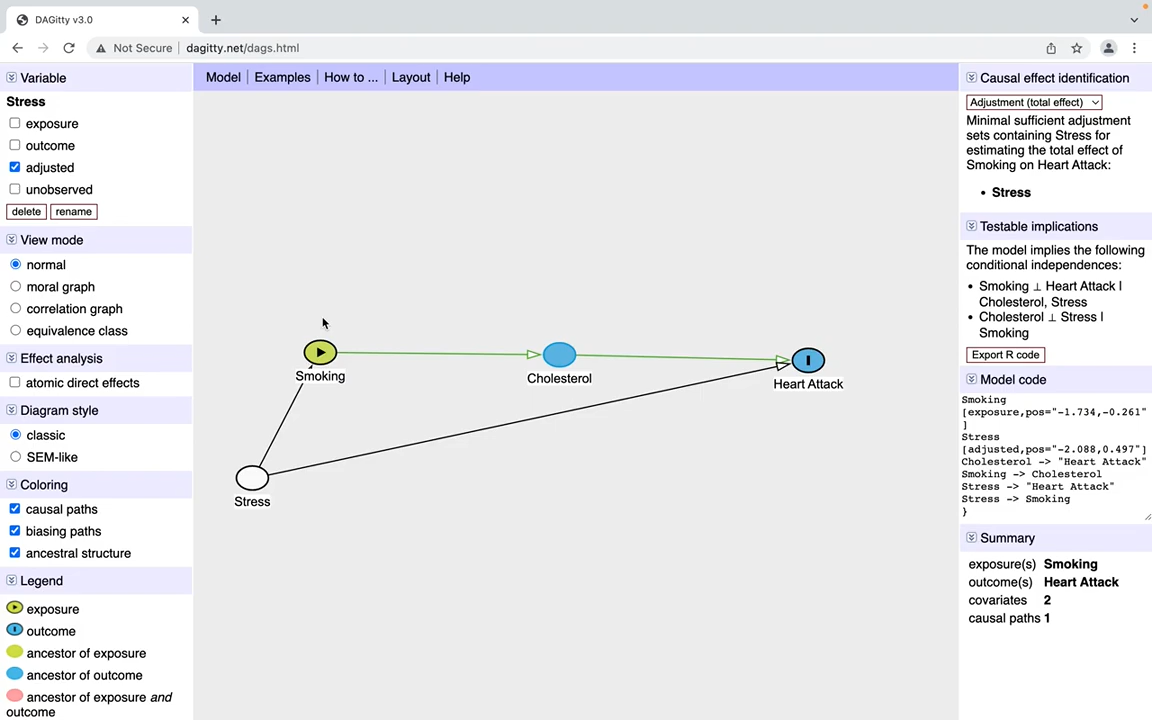 DAGitty v3.0
Not Secure
dagitty.net/dags.html
Variable
Stress
exposure
outcome
adjusted
unobserved
delete
rename
View mode
normal
moral graph
correlation graph
equivalence class
Effect analysis
atomic direct effects
Diagram style
classic
SEM-like
Coloring
causal paths
biasing paths
ancestral structure
Legend
exposure
outcome
ancestor of exposure
ancestor of outcome
ancestor of exposure and
outcome
Model
Examples
How to ...
Layout
Help
Smoking
Cholesterol
Heart Attack
Stress
Causal effect identification
Adjustment (total effect)
Minimal sufficient adjustment
sets containing Stress for
estimating the total effect of
Smoking on Heart Attack:
• Stress
Testable implications
The model implies the following
conditional independences:
• Smoking ⊥ Heart Attack |
Cholesterol, Stress
• Cholesterol ⊥ Stress |
Smoking
Export R code
Model code
Smoking
[exposure,pos="-1.734,-0.261"
]
Stress
[adjusted,pos="-2.088,0.497"]
Cholesterol -> "Heart Attack"
Smoking -> Cholesterol
Stress -> "Heart Attack"
Stress -> Smoking
}
Summary
exposure(s) Smoking
outcome(s) Heart Attack
covariates 2
causal paths 1